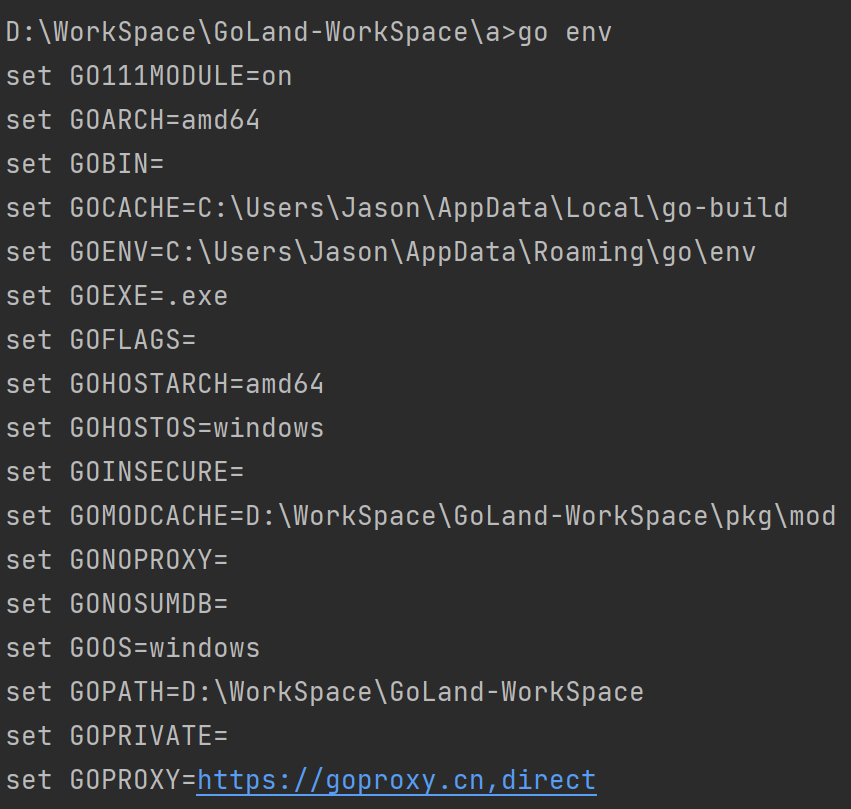 D:\WorkSpace\GoLand-WorkSpace\a>go env
set GO111MODULE=on
set GOARCH=amd64
set GOBIN=
set GOCACHE=C:\Users\Jason\AppData\Local\go-build
set GOENV=C:\Users\Jason\AppData\Roaming\go\env
set GOEXE=.exe
set GOFLAGS=
set GOHOSTARCH=amd64
set GOHOSTOS=windows
set GOINSECURE=
set GOMODCACHE=D:\WorkSpace\GoLand-WorkSpace\pkg\mod
set GONOPROXY=
set GONOSUMDB=
set GOOS=windows
set GOPATH=D:\WorkSpace\GoLand-WorkSpace
set GOPRIVATE=
set GOPROXY=https://goproxy.cn,direct